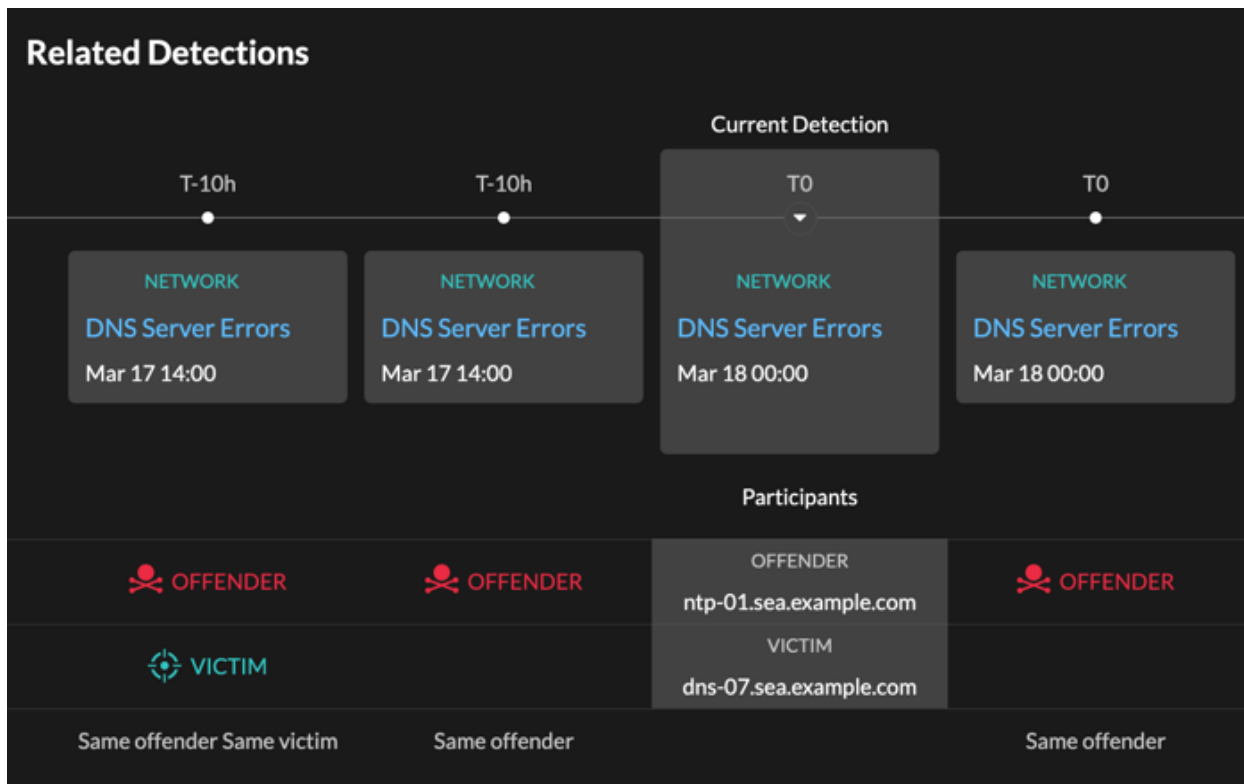 Related Detections
Current Detection
T-10h
T-10h
T0
T0
NETWORK
NETWORK
NETWORK
NETWORK
DNS Server Errors
DNS Server Errors
DNS Server Errors
DNS Server Errors
Mar 17 14:00
Mar 17 14:00
Mar 18 00:00
Mar 18 00:00
Participants
OFFENDER
OFFENDER
OFFENDER
ntp-01.sea.example.com
OFFENDER
VICTIM
VICTIM
dns-07.sea.example.com
Same offender Same victim
Same offender
Same offender